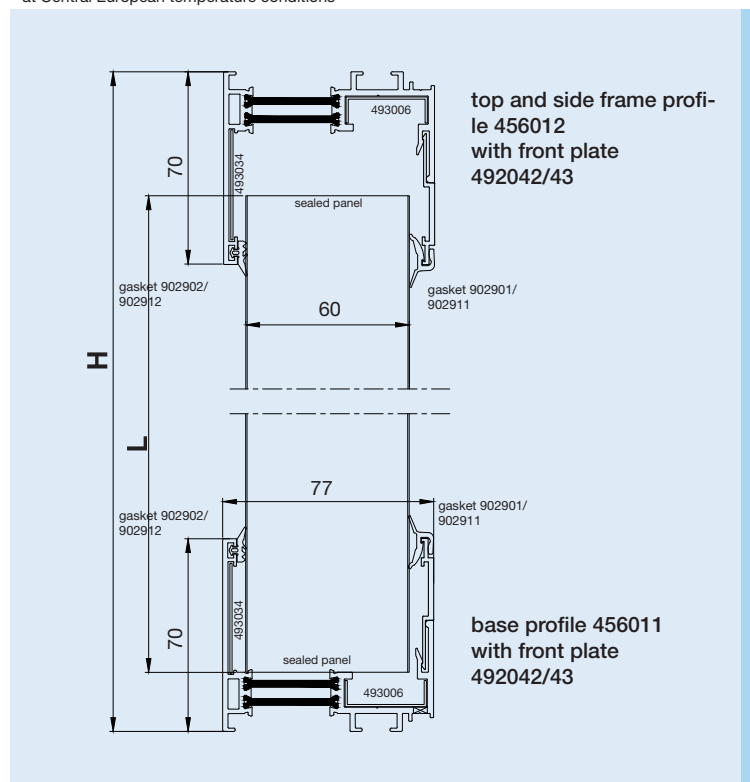 at Central European temperature conditions
493006
top and side frame profi-
le 456012
with front plate
492042/43
70
493034
sealed panel
gasket 902902/
902912
gasket 902901/
902911
60
H
L
77
gasket 902902/
902912
gasket 902901/
902911
70
493034
base profile 456011
with front plate
492042/43
sealed panel
493006